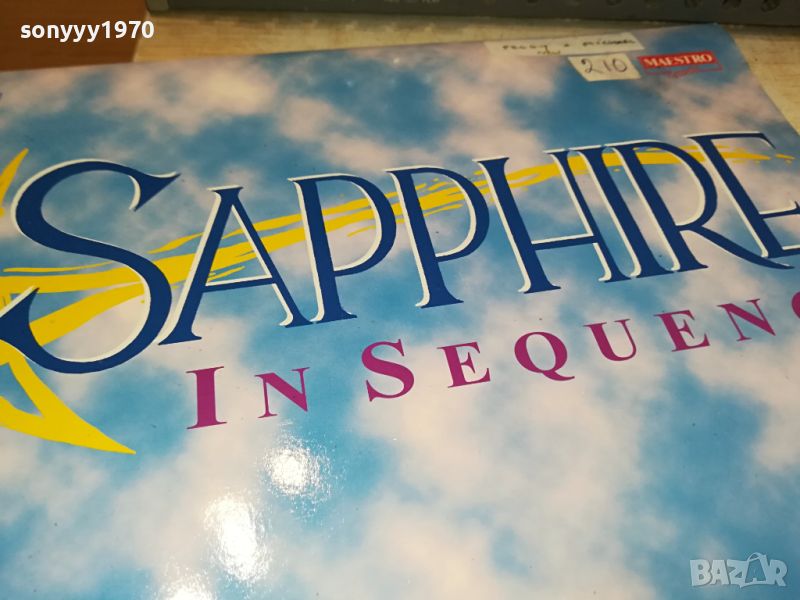 sonyyy1970
210
MAESTRO
SAPPHIRE
IN SEQUENC
BAZAR